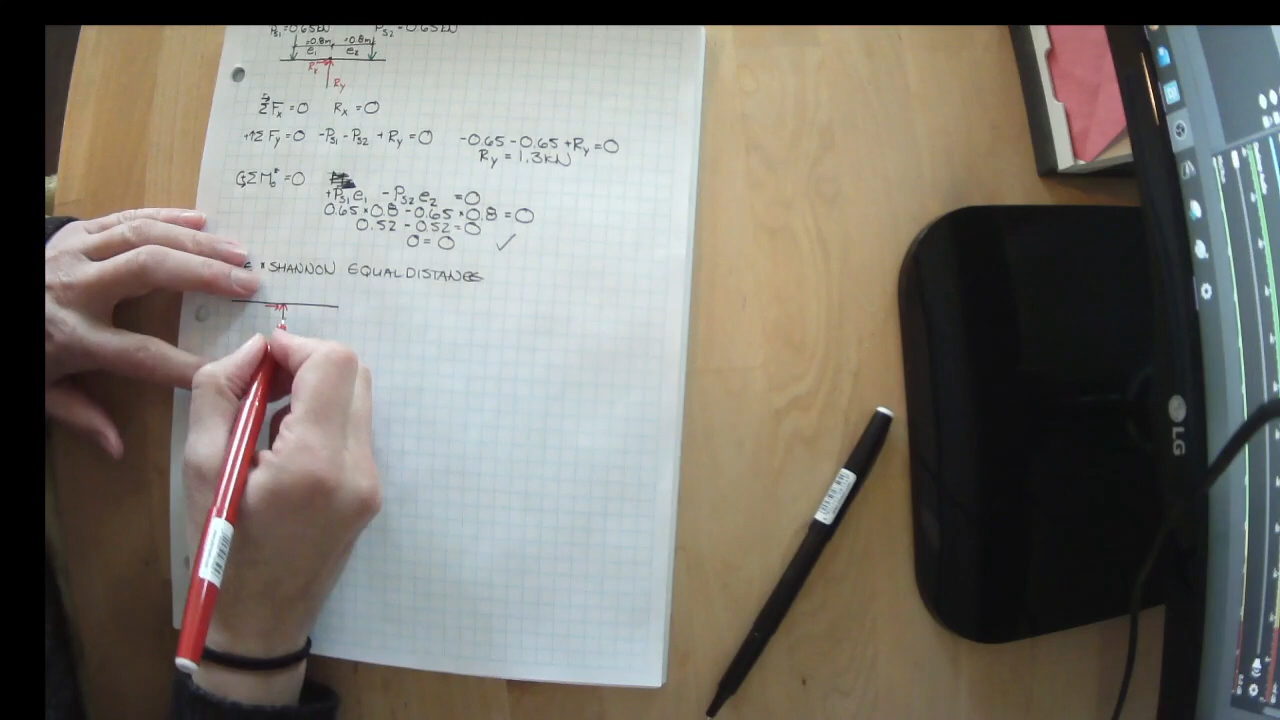 Ps1=0.65kN Ps2=0.65kN
=0.8m =0.8m
e1 e2
Rx
Ry
ΣFx=0 Rx=0
+↑ΣFy=0 -Ps1-Ps2+Ry=0 -0.65-0.65+Ry=0
Ry=1.3kN
ΣMo=0
+Ps1e1 -Ps2e2 =0
0.65*0.8-0.65*0.8=0
0.52-0.52=0
0=0 ✓
* SHANNON EQUAL DISTANCE
LG